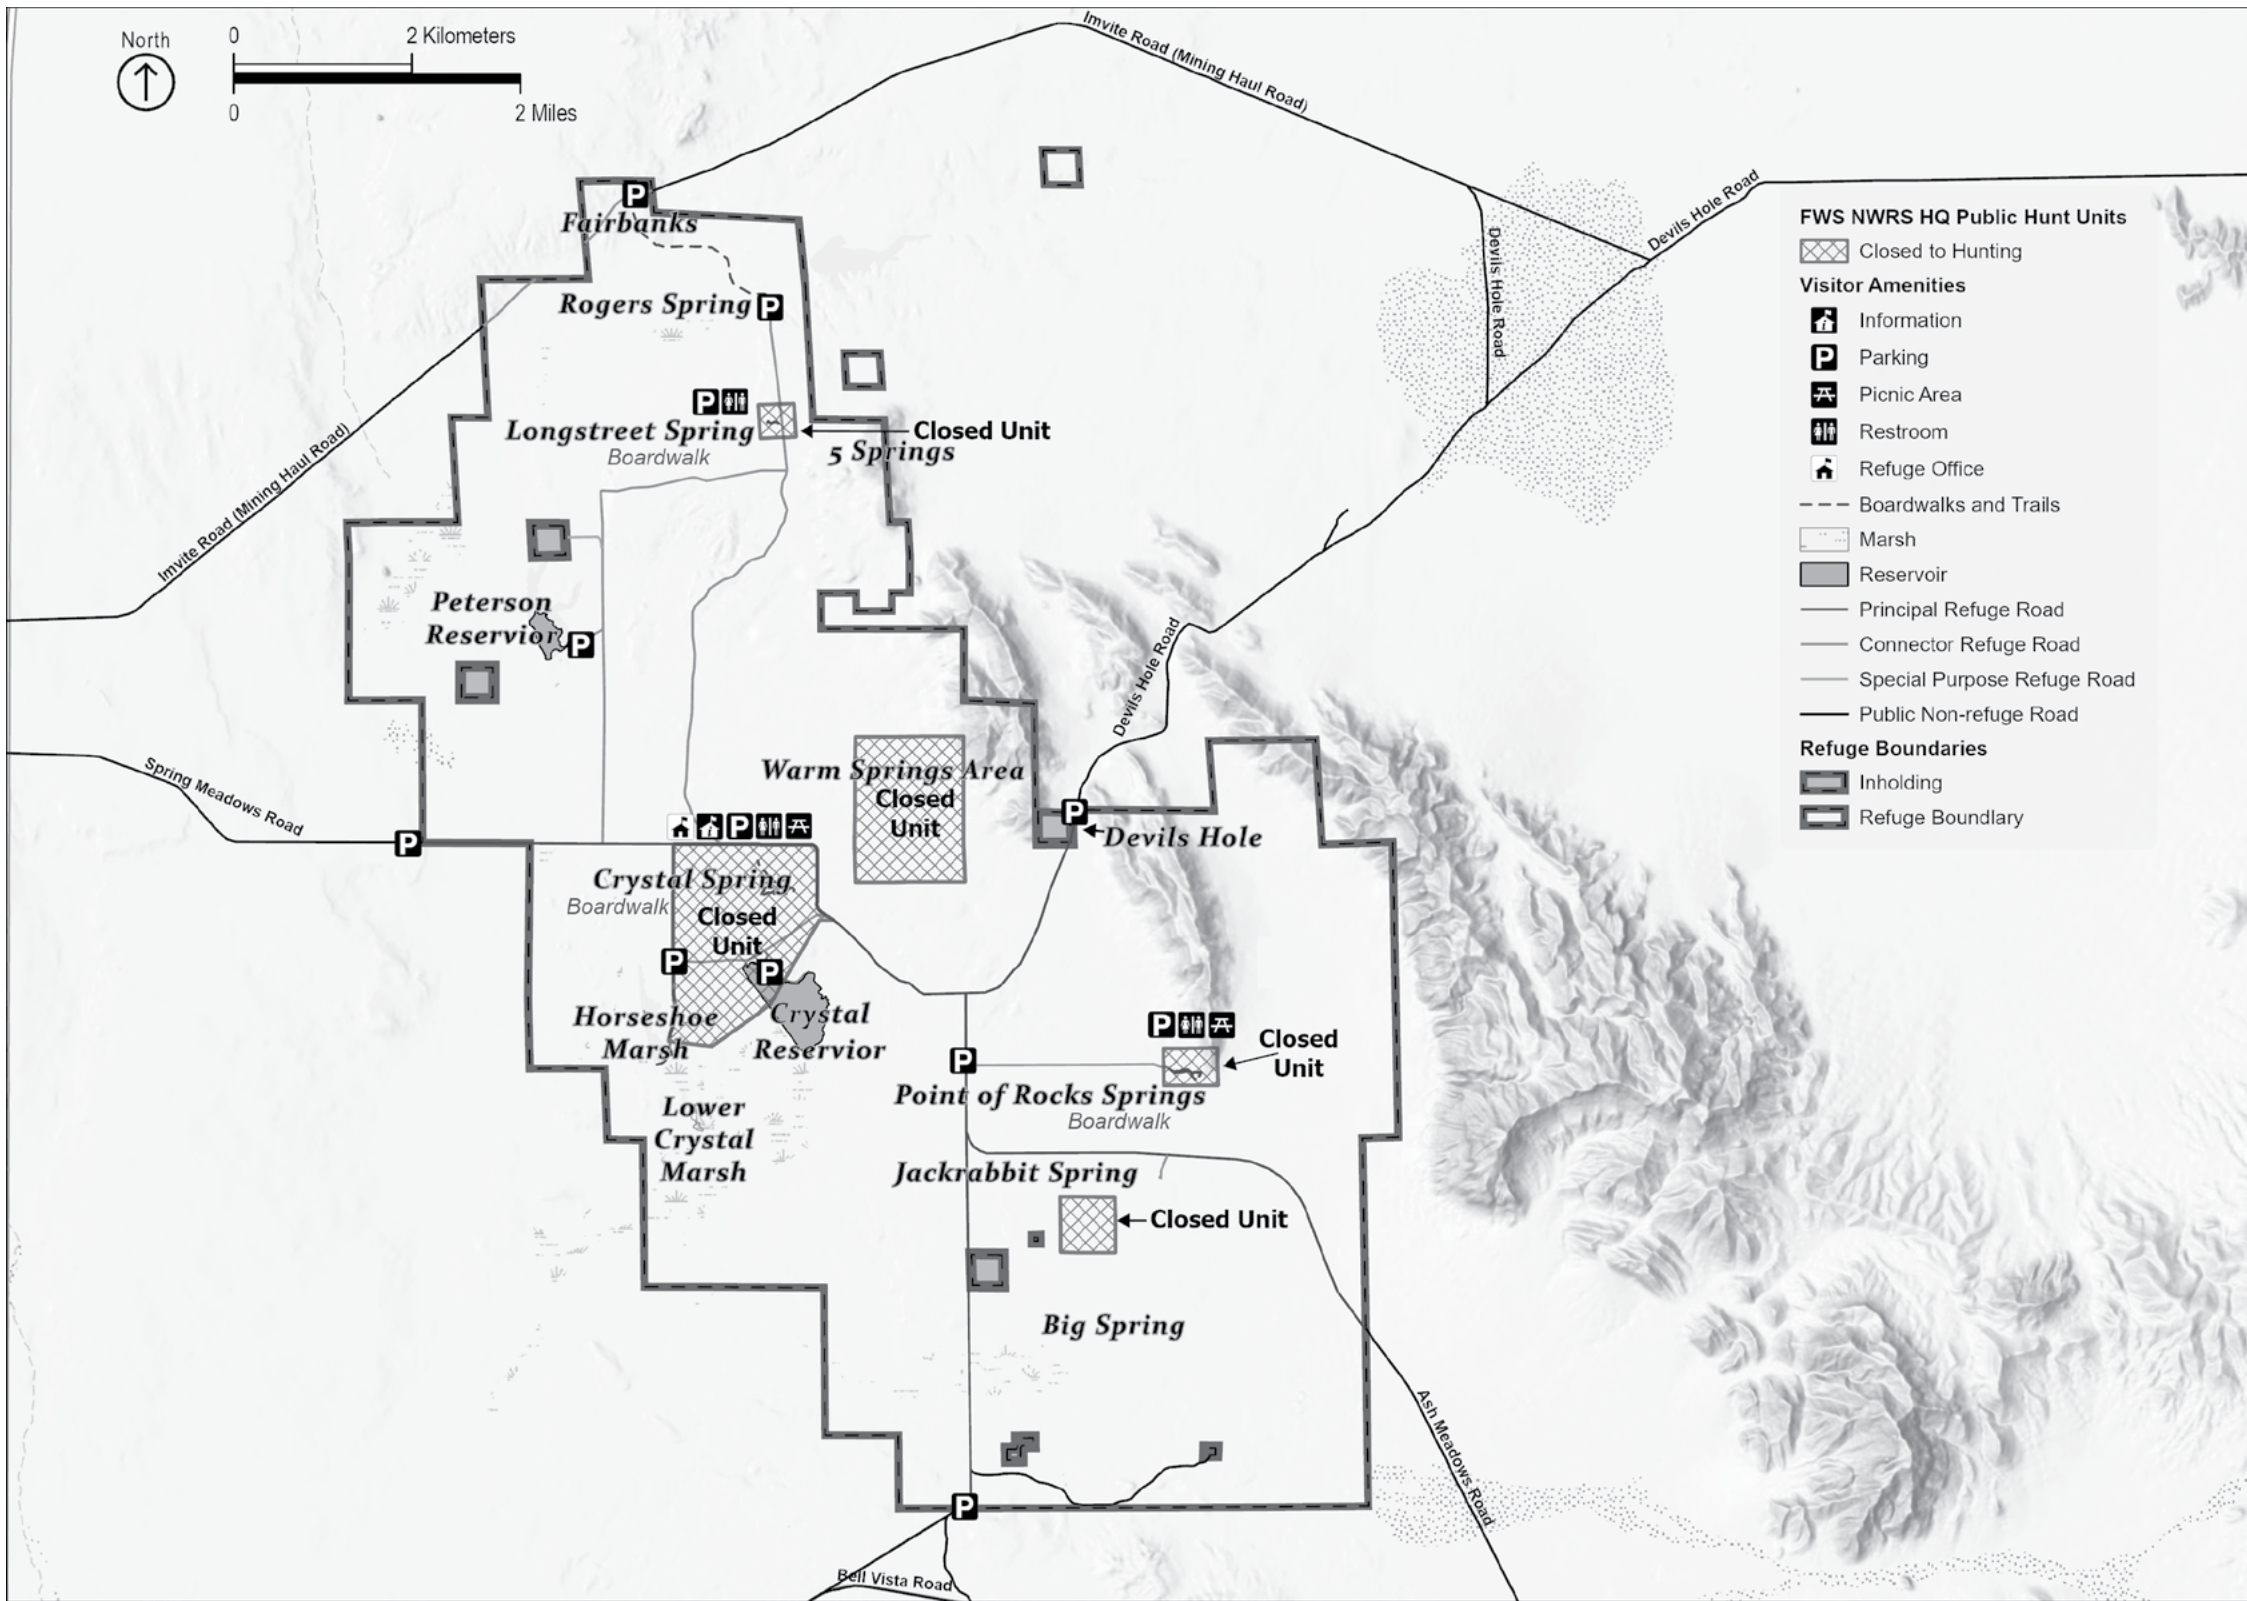 North
0
2 Kilometers
0
2 Miles
Imvite Road (Mining Haul Road)
Devils Hole Road
Devils Hole Road
Fairbanks
P
Rogers Spring
P
P
Longstreet Spring
Boardwalk
Closed Unit
5 Springs
Imvite Road (Mining Haul Road)
Peterson
Reservior
P
Devils Hole Road
Spring Meadows Road
P
Warm Springs Area
Closed
Unit
P
Devils Hole
P
Crystal Spring
Boardwalk
Closed
Unit
P
P
Horseshoe
Marsh
Crystal
Reservior
Lower
Crystal
Marsh
P
P
Closed
Unit
Point of Rocks Springs
Boardwalk
Jackrabbit Spring
Closed Unit
Big Spring
Ash Meadows Road
P
Bell Vista Road
FWS NWRS HQ Public Hunt Units
Closed to Hunting
Visitor Amenities
i Information
P Parking
Picnic Area
Restroom
Refuge Office
Boardwalks and Trails
Marsh
Reservoir
Principal Refuge Road
Connector Refuge Road
Special Purpose Refuge Road
Public Non-refuge Road
Refuge Boundaries
Inholding
Refuge Boundlary